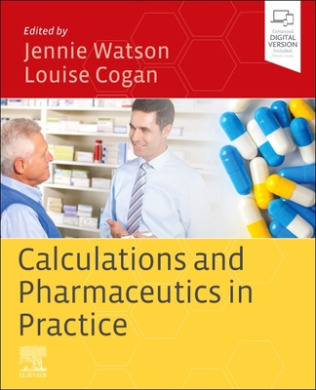 Edited by
Jennie Watson
Louise Cogan
Enhanced
DIGITAL
VERSION
Included
Calculations and
Pharmaceutics in
Practice
ELSEVIER